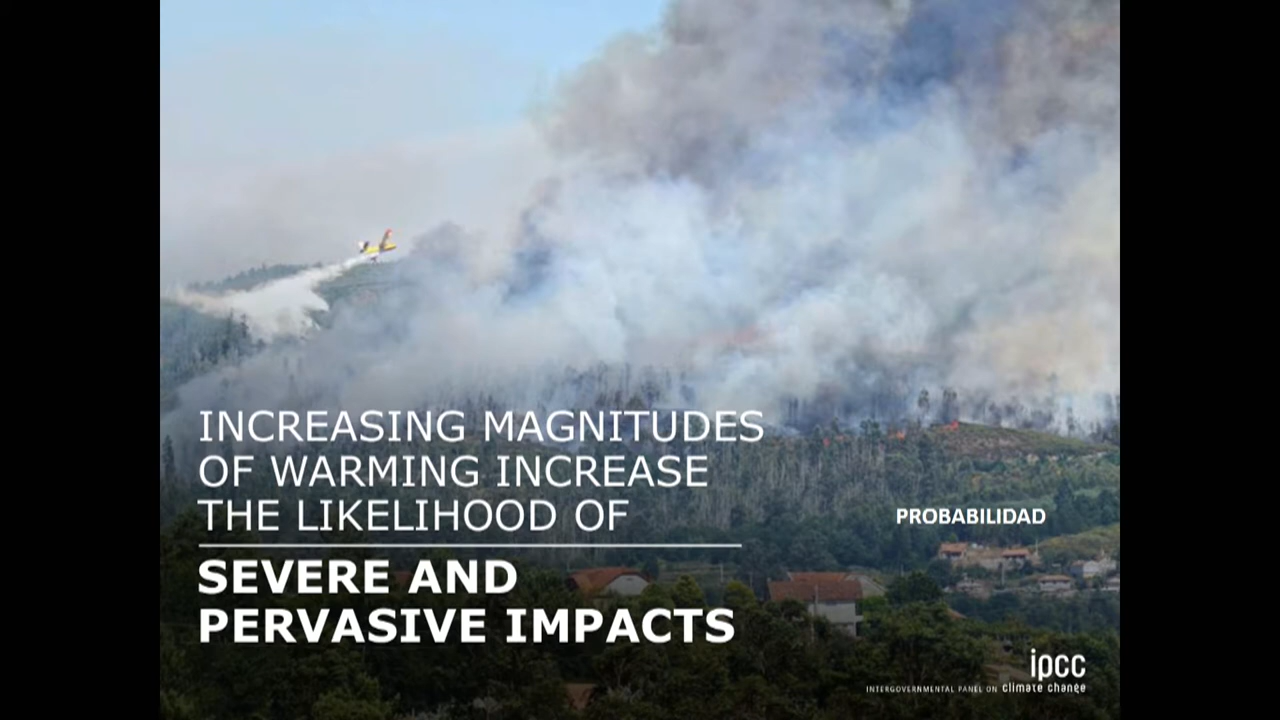 INCREASING MAGNITUDES
OF WARMING INCREASE
THE LIKELIHOOD OF
PROBABILIDAD
SEVERE AND
PERVASIVE IMPACTS
ipcc
INTERGOVERNMENTAL PANEL ON climate change